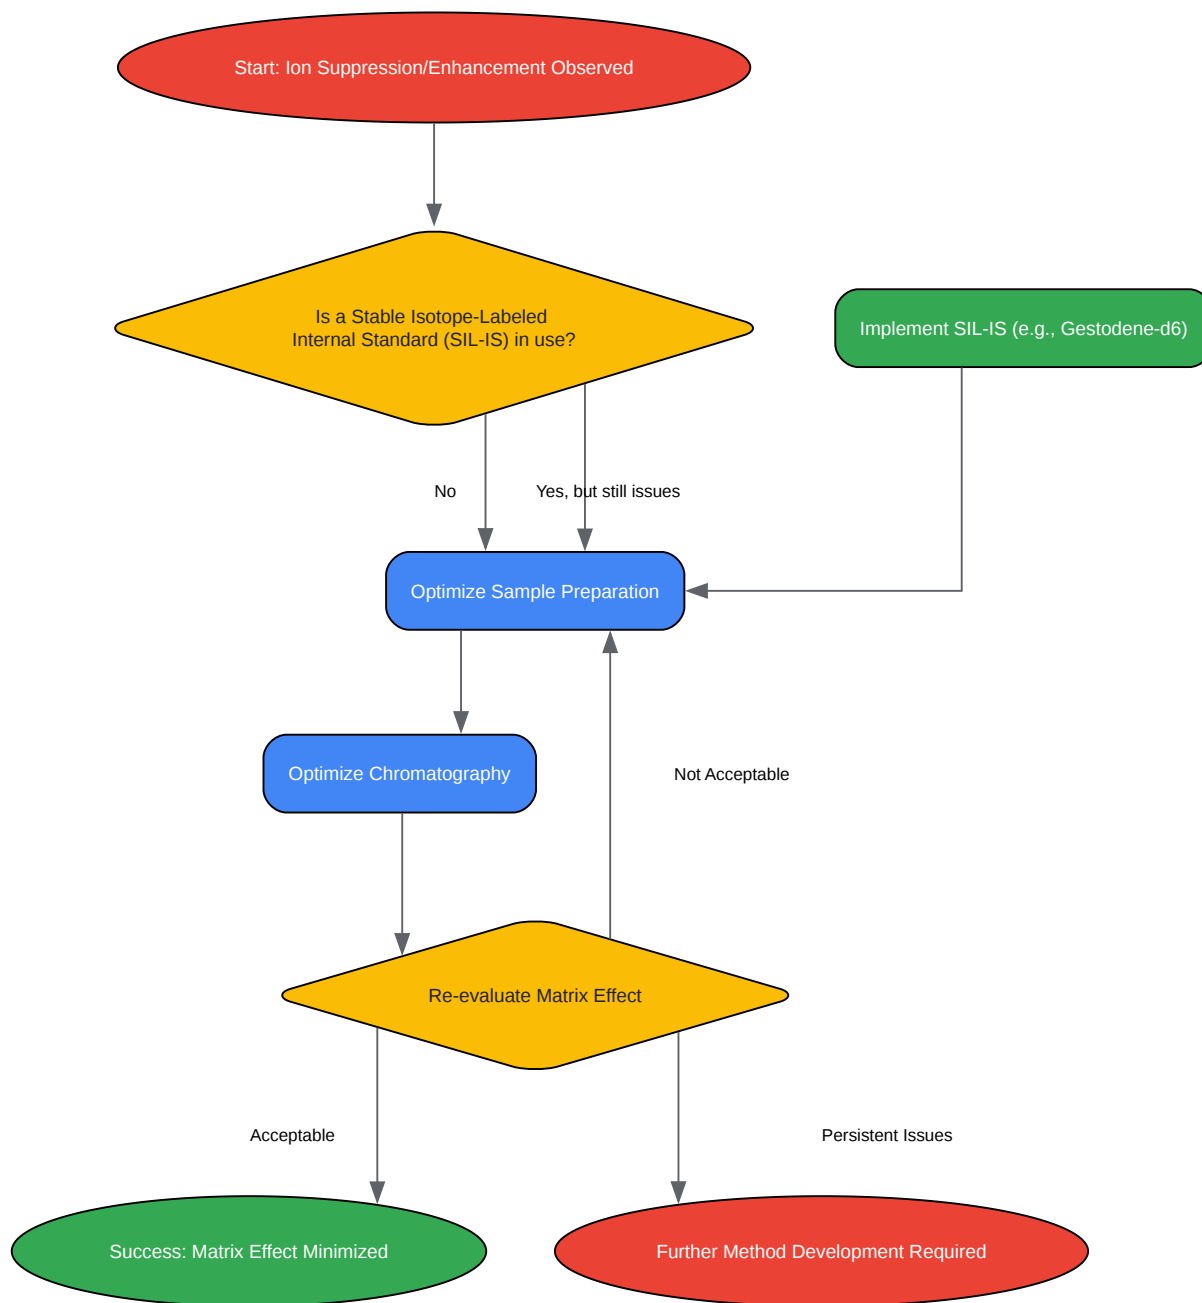 Start: Ion Suppression/Enhancement Observed
Is a Stable Isotope-Labeled
Internal Standard (SIL-IS) in use?
Implement SIL-IS (e.g., Gestodene-d6)
No
Yes, but still issues
Optimize Sample Preparation
Optimize Chromatography
Not Acceptable
Re-evaluate Matrix Effect
Acceptable
Persistent Issues
Success: Matrix Effect Minimized
Further Method Development Required